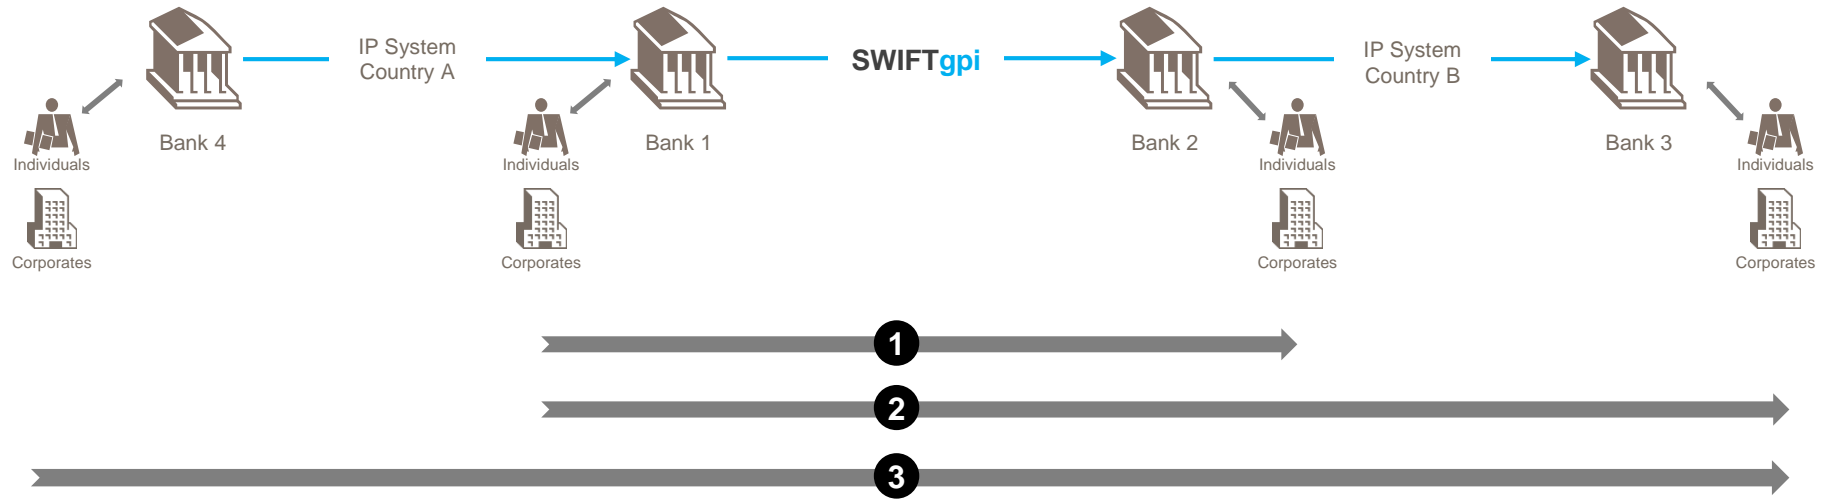 IP System
Country A
SWIFTgpi
IP System
Country B
Bank 4
Bank 1
Bank 2
Bank 3
Individuals
Individuals
Individuals
Individuals
Corporates
Corporates
Corporates
Corporates
1
2
3